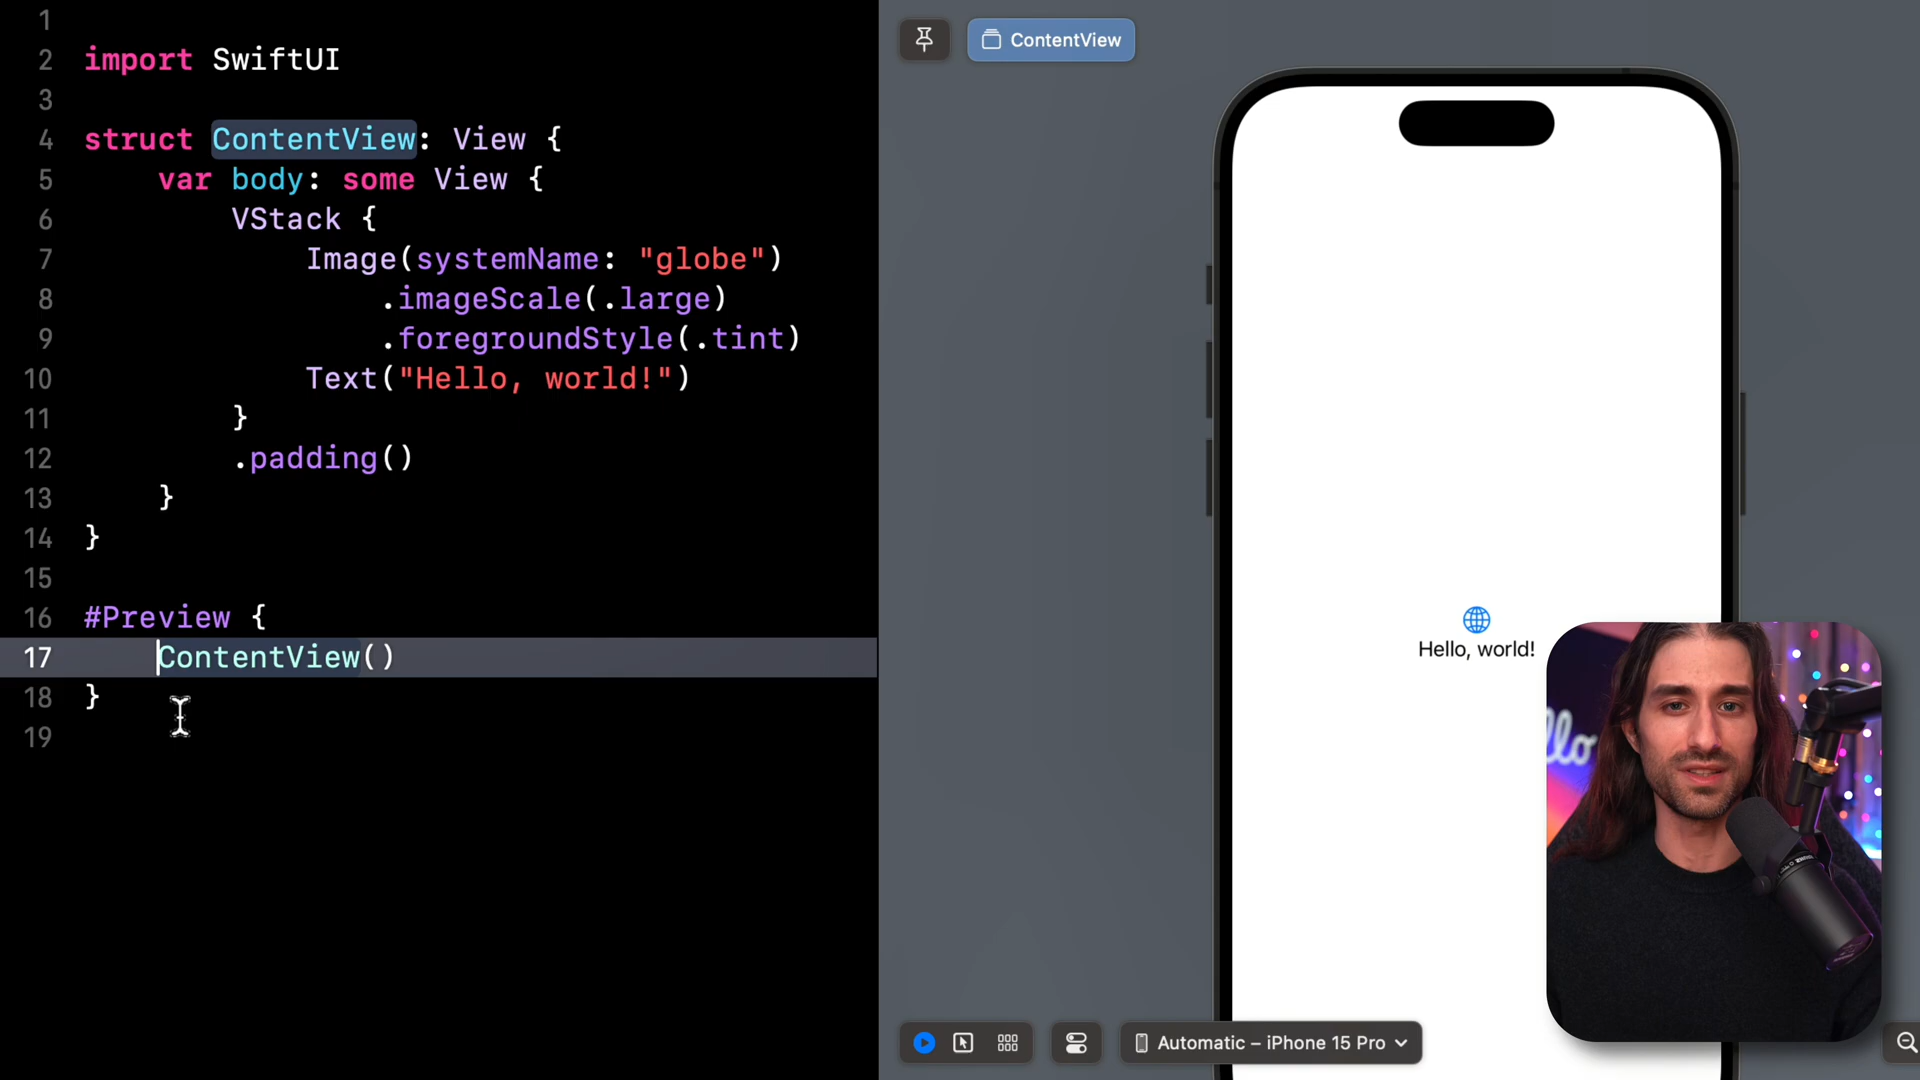 1
2 import SwiftUI
3
4 struct ContentView: View {
5 var body: some View {
6 VStack {
7 Image(systemName: "globe")
8 .imageScale(.large)
9 .foregroundStyle(.tint)
10 Text("Hello, world!")
11 }
12 .padding()
13 }
14 }
15
16 #Preview {
17 ContentView()
18 }
19
ContentView
Hello, world!
Automatic – iPhone 15 Pro